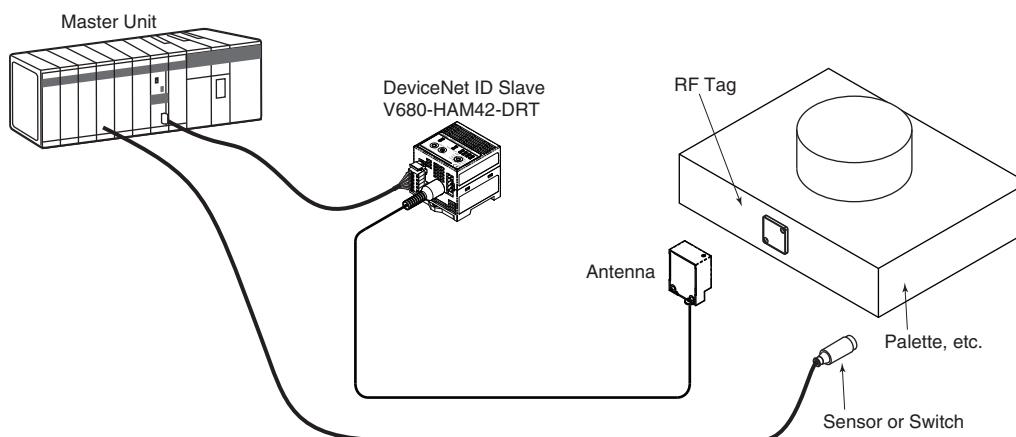 Master Unit
DeviceNet ID Slave
V680-HAM42-DRT
RF Tag
Antenna
Palette, etc.
Sensor or Switch